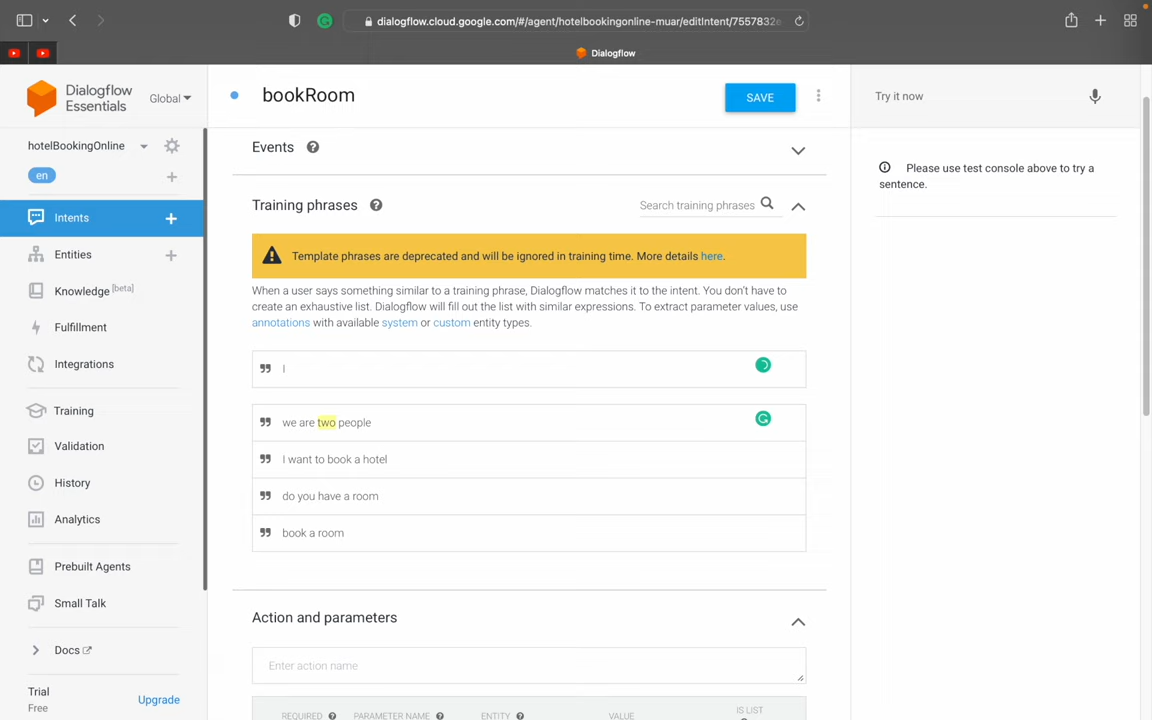 dialogflow.cloud.google.com/#/agent/hotelbookingonline-muar/editIntent/7557832e
Dialogflow
Dialogflow
Essentials
Global
hotelBookingOnline
en
Intents
Entities
Knowledge [beta]
Fulfillment
Integrations
Training
Validation
History
Analytics
Prebuilt Agents
Small Talk
Docs
Trial
Free
Upgrade
bookRoom
SAVE
Events
Training phrases
Search training phrases
Template phrases are deprecated and will be ignored in training time. More details here.
When a user says something similar to a training phrase, Dialogflow matches it to the intent. You don't have to
create an exhaustive list. Dialogflow will fill out the list with similar expressions. To extract parameter values, use
annotations with available system or custom entity types.
I
we are two people
I want to book a hotel
do you have a room
book a room
Action and parameters
Enter action name
REQUIRED
PARAMETER NAME
ENTITY
VALUE
IS LIST
Try it now
Please use test console above to try a
sentence.